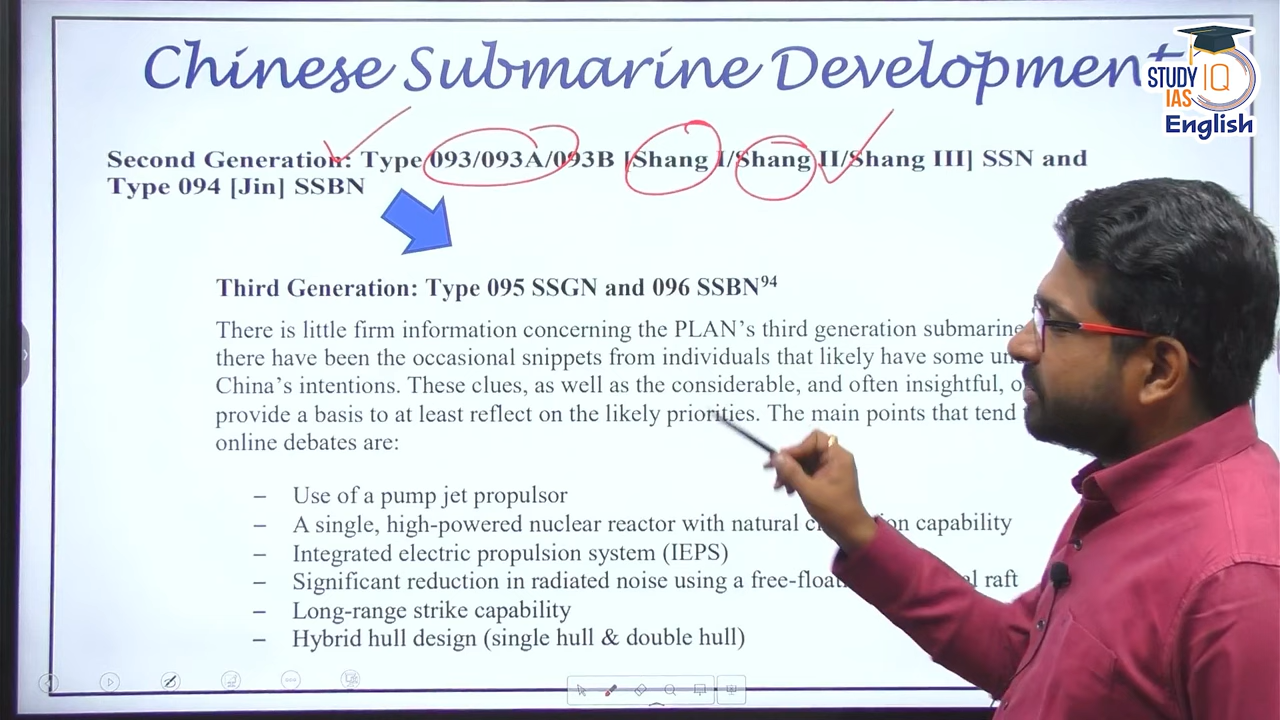 Chinese Submarine Development
STUDY IQ
IAS
English
Second Generation: Type 093/093A/093B [Shang I/Shang II/Shang III] SSN and
Type 094 [Jin] SSBN
Third Generation: Type 095 SSGN and 096 SSBN94
There is little firm information concerning the PLAN's third generation submarine
there have been the occasional snippets from individuals that likely have some
China's intentions. These clues, as well as the considerable, and often insightful,
provide a basis to at least reflect on the likely priorities. The main points that tend
online debates are:
– Use of a pump jet propulsor
– A single, high-powered nuclear reactor with natural capability
– Integrated electric propulsion system (IEPS)
– Significant reduction in radiated noise using a raft
– Long-range strike capability
– Hybrid hull design (single hull & double hull)